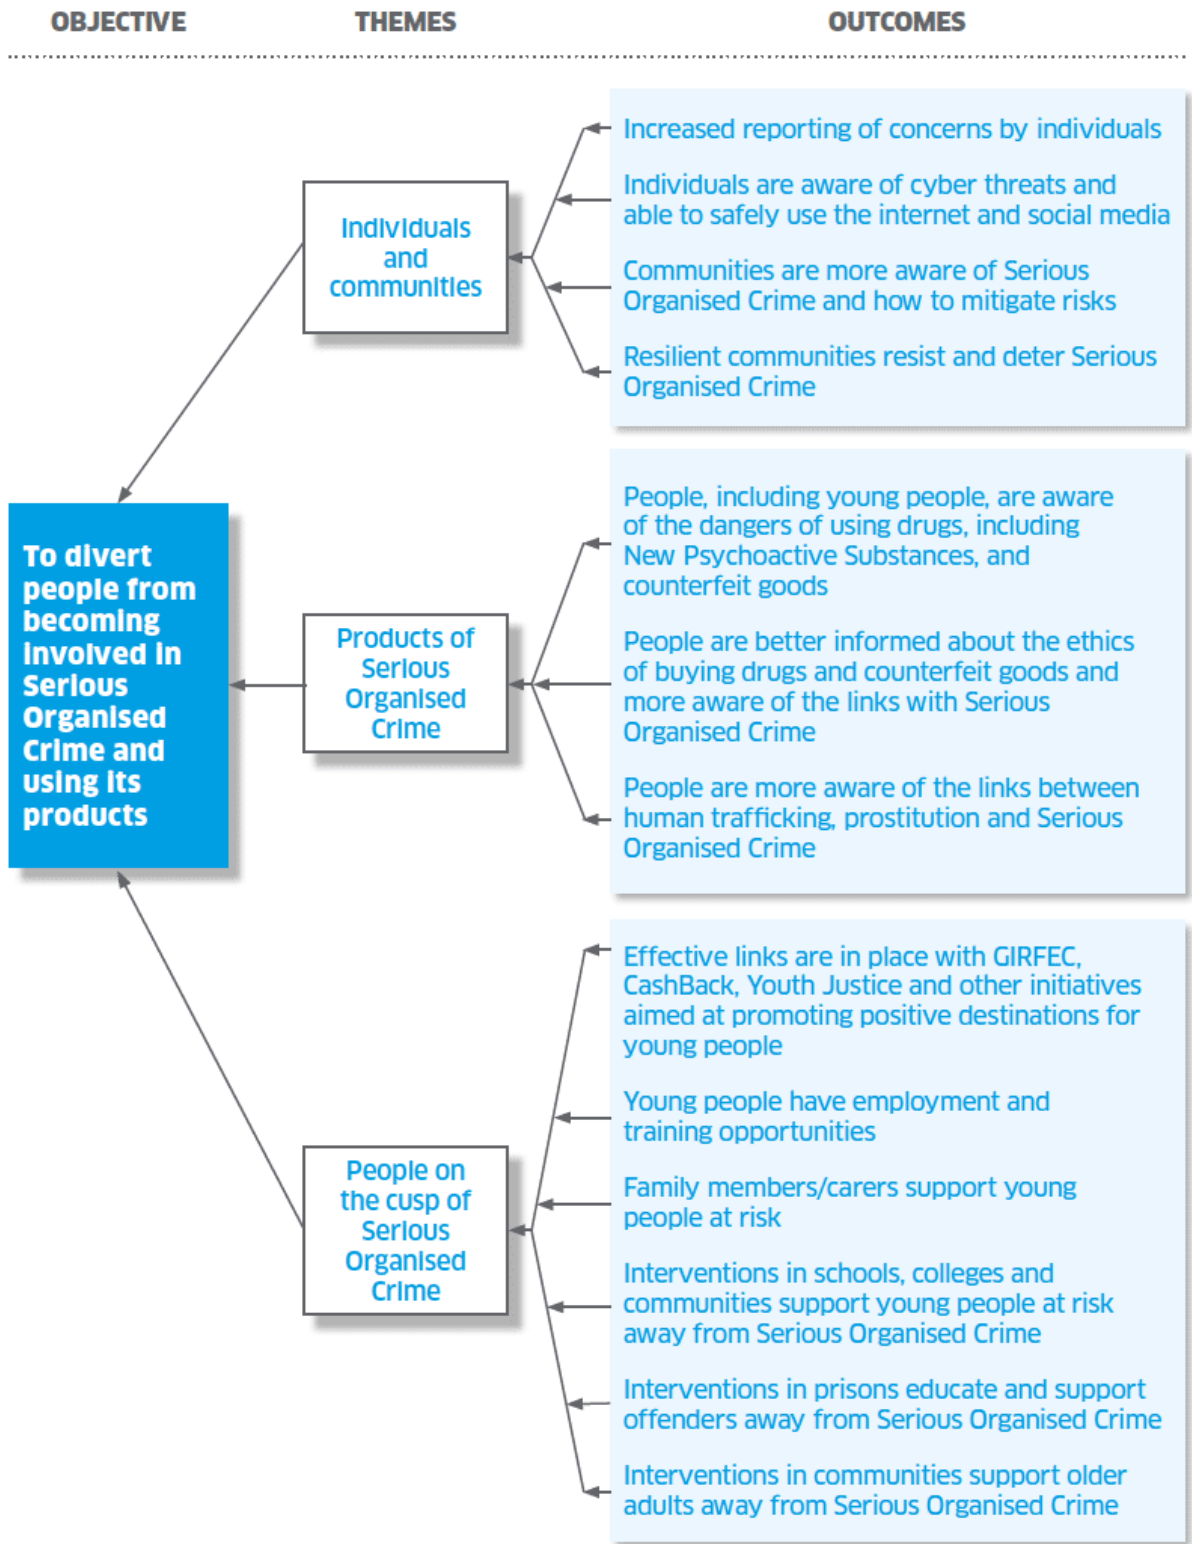 OBJECTIVE
THEMES
OUTCOMES
Increased reporting of concerns by individuals
Individuals are aware of cyber threats and
able to safely use the internet and social media
Communities are more aware of Serious
Organised Crime and how to mitigate risks
Resilient communities resist and deter Serious
Organised Crime
Individuals
and
communities
To divert
people from
becoming
involved in
Serious
Organised
Crime and
using its
products
Products of
Serious
Organised
Crime
People, including young people, are aware
of the dangers of using drugs, including
New Psychoactive Substances, and
counterfeit goods
People are better informed about the ethics
of buying drugs and counterfeit goods and
more aware of the links with Serious
Organised Crime
People are more aware of the links between
human trafficking, prostitution and Serious
Organised Crime
People on
the cusp of
Serious
Organised
Crime
Effective links are in place with GIRFEC,
CashBack, Youth Justice and other initiatives
aimed at promoting positive destinations for
young people
Young people have employment and
training opportunities
Family members/carers support young
people at risk
Interventions in schools, colleges and
communities support young people at risk
away from Serious Organised Crime
Interventions in prisons educate and support
offenders away from Serious Organised Crime
Interventions in communities support older
adults away from Serious Organised Crime